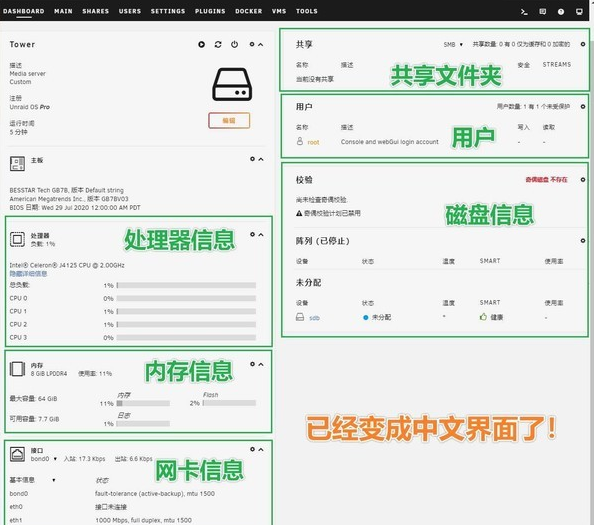 DASHBOARD MAIN SHARES USERS SETTINGS PLUGINS DOCKER VMS TOOLS
Tower
描述
Media server
Custom
注册
Unraid OS Pro
运行时间
5 分钟
编辑
主板
BESSTAR Tech GB7B, 版本 Default string
American Megatrends Inc., 版本 GB7BV03
BIOS 日期: Wed 29 Jul 2020 12:00:00 AM PDT
处理器
负载: 1%
处理器信息
Intel® Celeron® J4125 CPU @ 2.00GHz
隐藏详细信息
总负载: 1%
CPU 0 1%
CPU 1 1%
CPU 2 1%
CPU 3 0%
内存
8 GiB LPDDR4 使用率: 11%
内存信息
最大容量: 64 GiB
内存 11%
Flash 2%
可用容量: 7.7 GiB
日志 1%
接口
bond0 入站: 17.3 Kbps 出站: 6.6 Kbps
网卡信息
基本信息 状态
bond0 fault-tolerance (active-backup), mtu 1500
eth0 接口未连接
eth1 1000 Mbps, full duplex, mtu 1500
共享 SMB 共享数量: 0 有 0 仅为缓存和 0 加密的
名称 描述 安全 STREAMS
当前没有共享
共享文件夹
用户 用户数量: 1 有 1 个未受保护
名称 描述 写入 读取
root Console and webGui login account - -
用户
校验 奇偶磁盘 不存在
尚未检查奇偶校验.
奇偶校验计划已禁用
磁盘信息
阵列 (已停止)
设备 状态 温度 SMART 使用率
未分配
设备 状态 温度 SMART 使用率
sdb 未分配 * 健康 -
已经变成中文界面了!